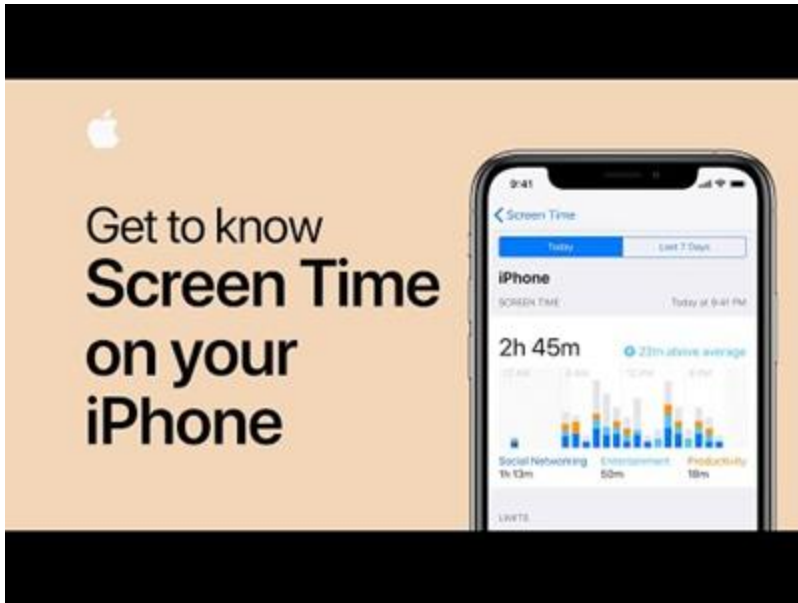 Get to know
Screen Time
on your
iPhone
9:41
Screen Time
Today Last 7 Days
iPhone
SCREEN TIME Today at 9:41 PM
2h 45m 23m above average
Social Networking Entertainment Productivity
1h 13m 50m 18m
LIMITS